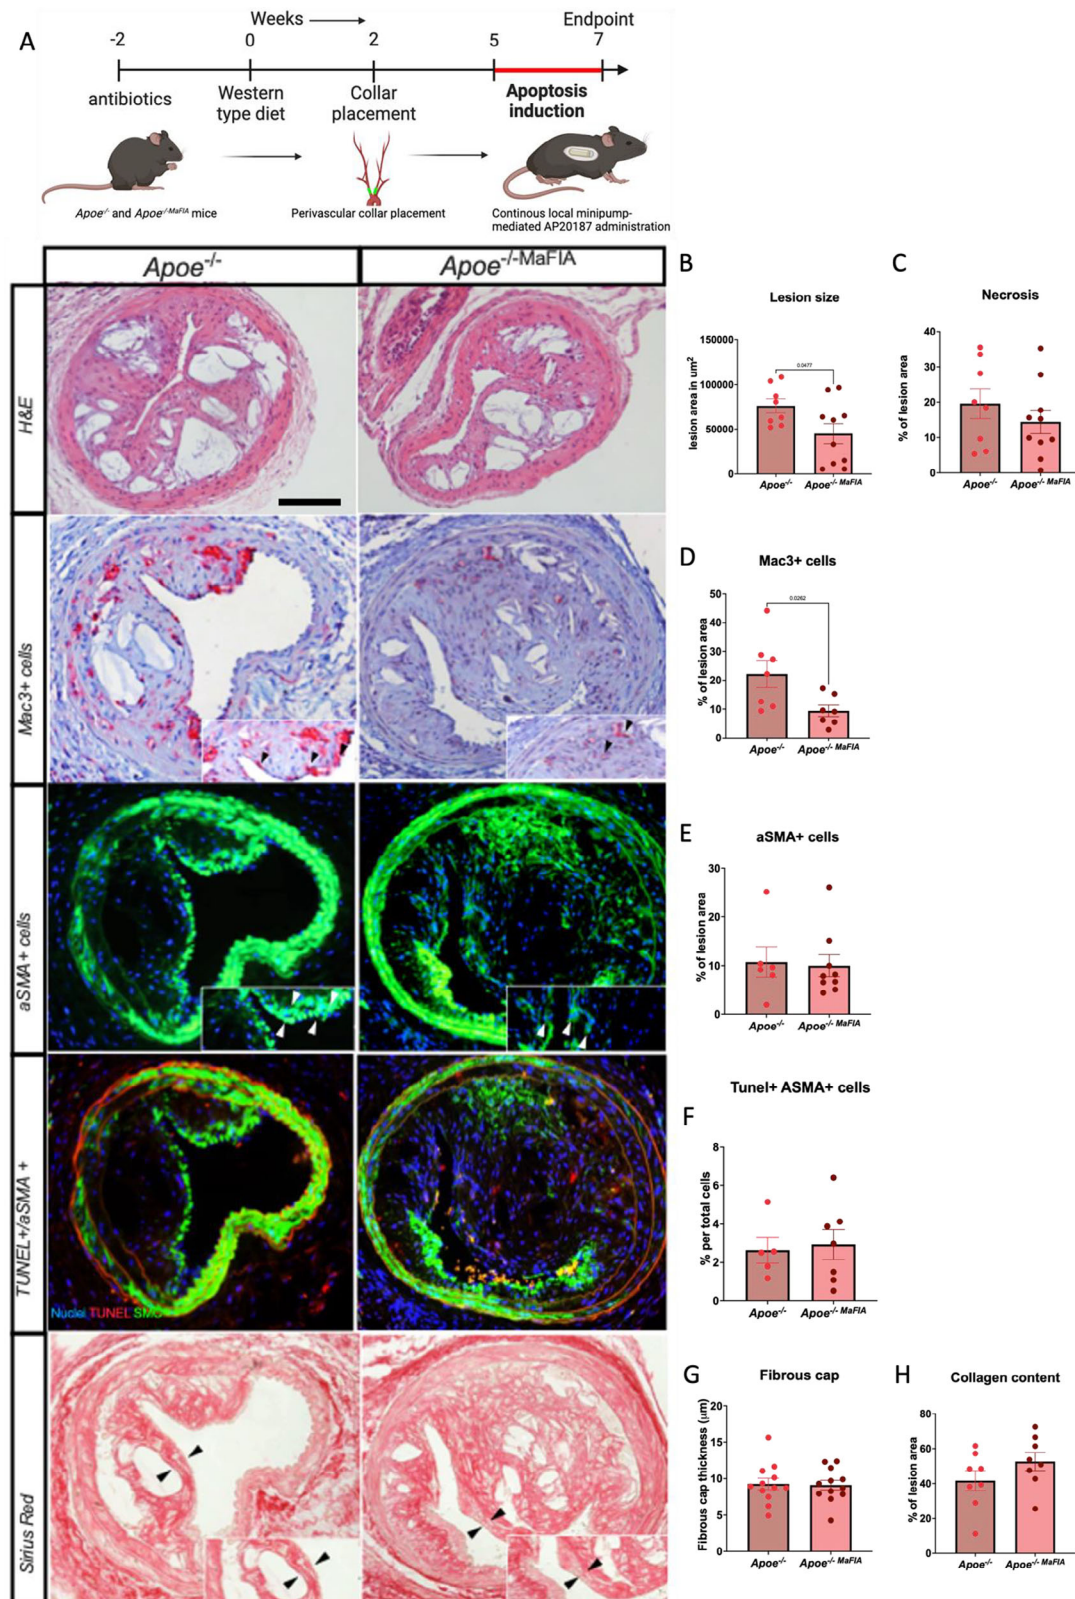 A
Weeks
Endpoint
-2
0
2
5
7
antibiotics
Western
type diet
Collar
placement
Apoptosis
induction
Apoe-/- and Apoe-/-MaFIA mice
Perivascular collar placement
Continous local minipump-
mediated AP20187 administration
Apoe-/-
Apoe-/-MaFIA
H&E
Mac3+ cells
aSMA+ cells
TUNEL+/aSMA +
Nuclei TUNEL SMC
Sirius Red
B
Lesion size
lesion area in um²
150000
100000
50000
0
0.0477
Apoe-/-
Apoe-/- MaFIA
C
Necrosis
% of lesion area
40
30
20
10
0
Apoe-/-
Apoe-/- MaFIA
D
Mac3+ cells
% of lesion area
50
40
30
20
10
0
0.0262
Apoe-/-
Apoe-/- MaFIA
E
aSMA+ cells
% of lesion area
30
20
10
0
Apoe-/-
Apoe-/- MaFIA
F
Tunel+ ASMA+ cells
% per total cells
8
6
4
2
0
Apoe-/-
Apoe-/- MaFIA
G
Fibrous cap
Fibrous cap thickness (μm)
20
15
10
5
0
Apoe-/-
Apoe-/- MaFIA
H
Collagen content
% of lesion area
80
60
40
20
0
Apoe-/-
Apoe-/- MaFIA